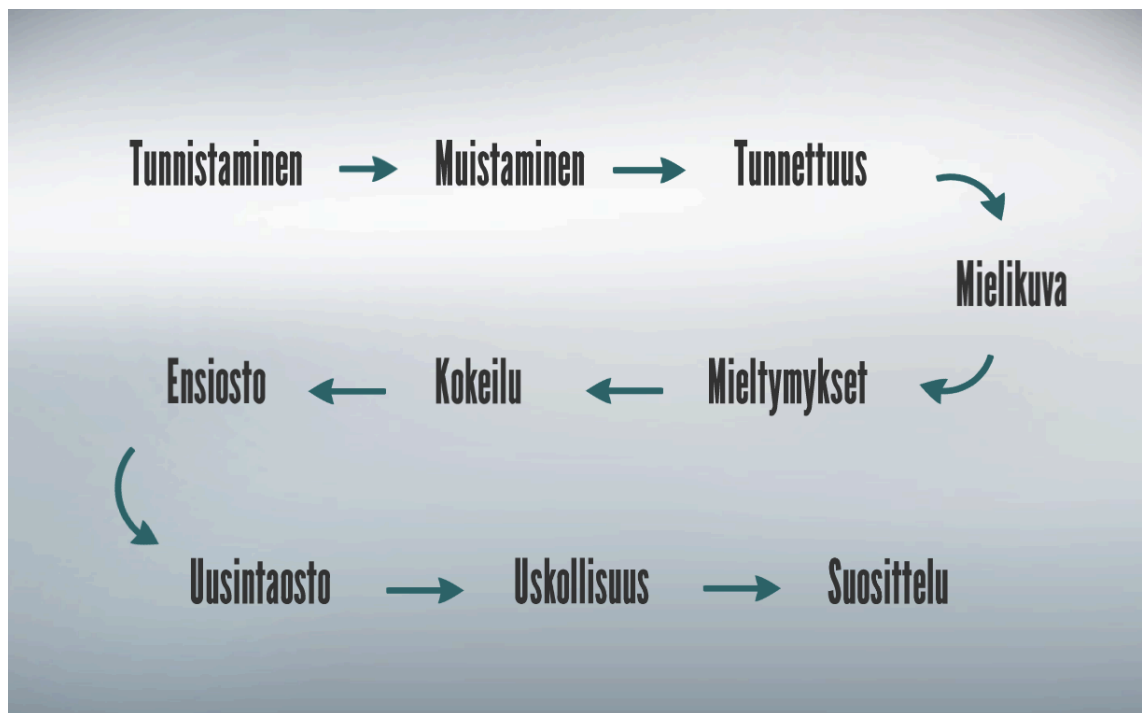 Tunnistaminen Muistaminen Tunnettuus
Mielikuva
Mieltymykset
Kokeilu
Ensiosto
Uusintaosto Uskollisuus Suosittelu